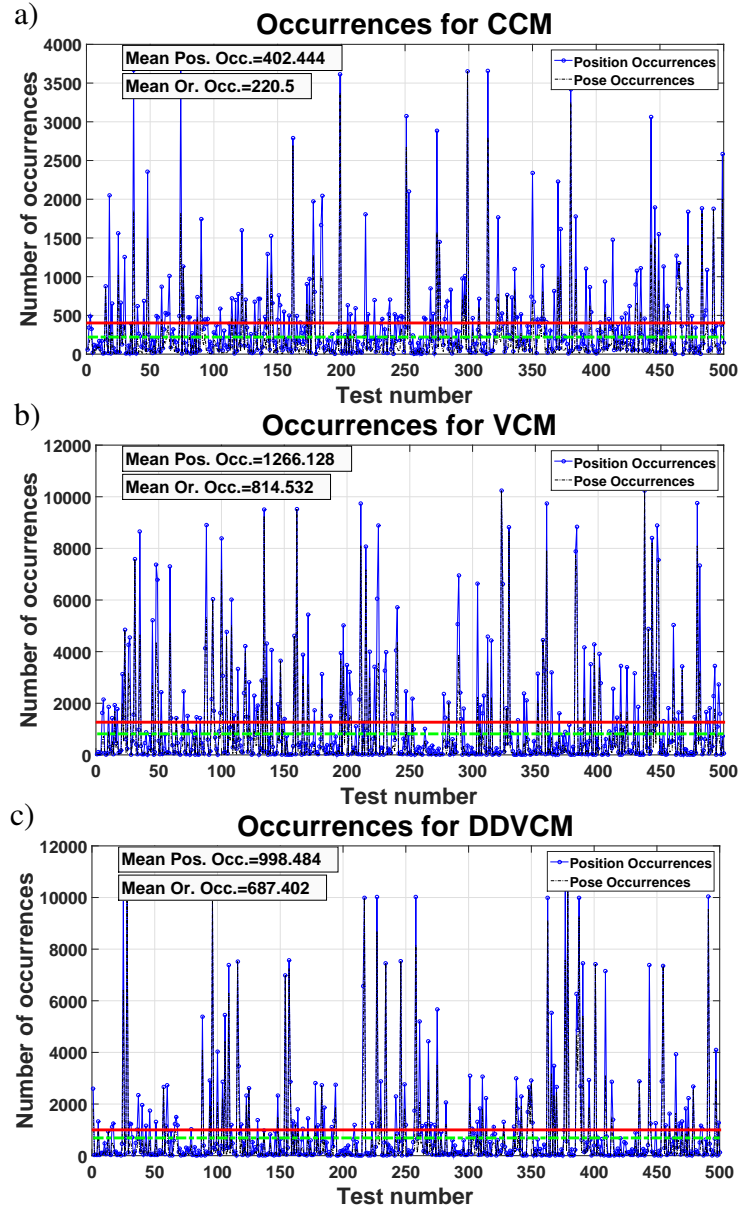 a)
Occurrences for CCM
Mean Pos. Occ.=402.444
Mean Or. Occ.=220.5
Position Occurrences
Pose Occurrences
Number of occurrences
4000
3500
3000
2500
2000
1500
1000
500
0
0 50 100 150 200 250 300 350 400 450 500
Test number
b)
Occurrences for VCM
Mean Pos. Occ.=1266.128
Mean Or. Occ.=814.532
Position Occurrences
Pose Occurrences
Number of occurrences
12000
10000
8000
6000
4000
2000
0
0 50 100 150 200 250 300 350 400 450 500
Test number
c)
Occurrences for DDVCM
Mean Pos. Occ.=998.484
Mean Or. Occ.=687.402
Position Occurrences
Pose Occurrences
Number of occurrences
12000
10000
8000
6000
4000
2000
0
0 50 100 150 200 250 300 350 400 450 500
Test number